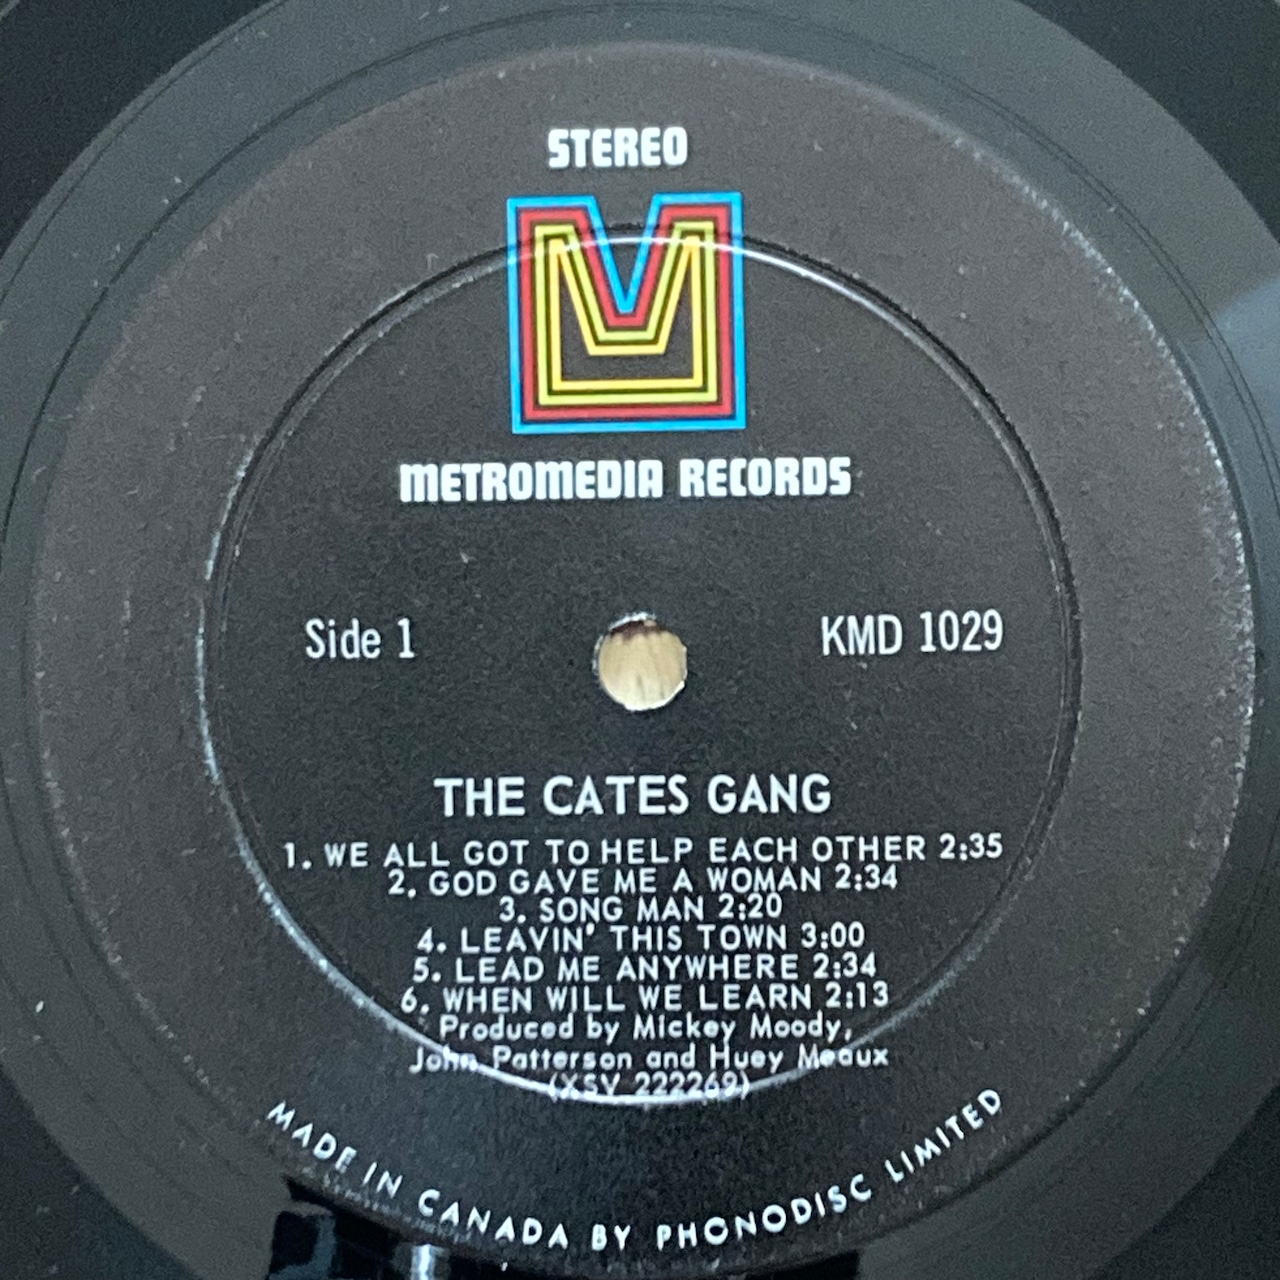 STEREO
METROMEDIA RECORDS
Side 1
KMD 1029
THE CATES GANG
1. WE ALL GOT TO HELP EACH OTHER 2:35
2. GOD GAVE ME A WOMAN 2:34
3. SONG MAN 2:20
4. LEAVIN' THIS TOWN 3:00
5. LEAD ME ANYWHERE 2:34
6. WHEN WILL WE LEARN 2:13
Produced by Mickey Moody,
John Patterson and Huey Meaux
(XSV 222269)
MADE IN CANADA BY PHONODISC LIMITED